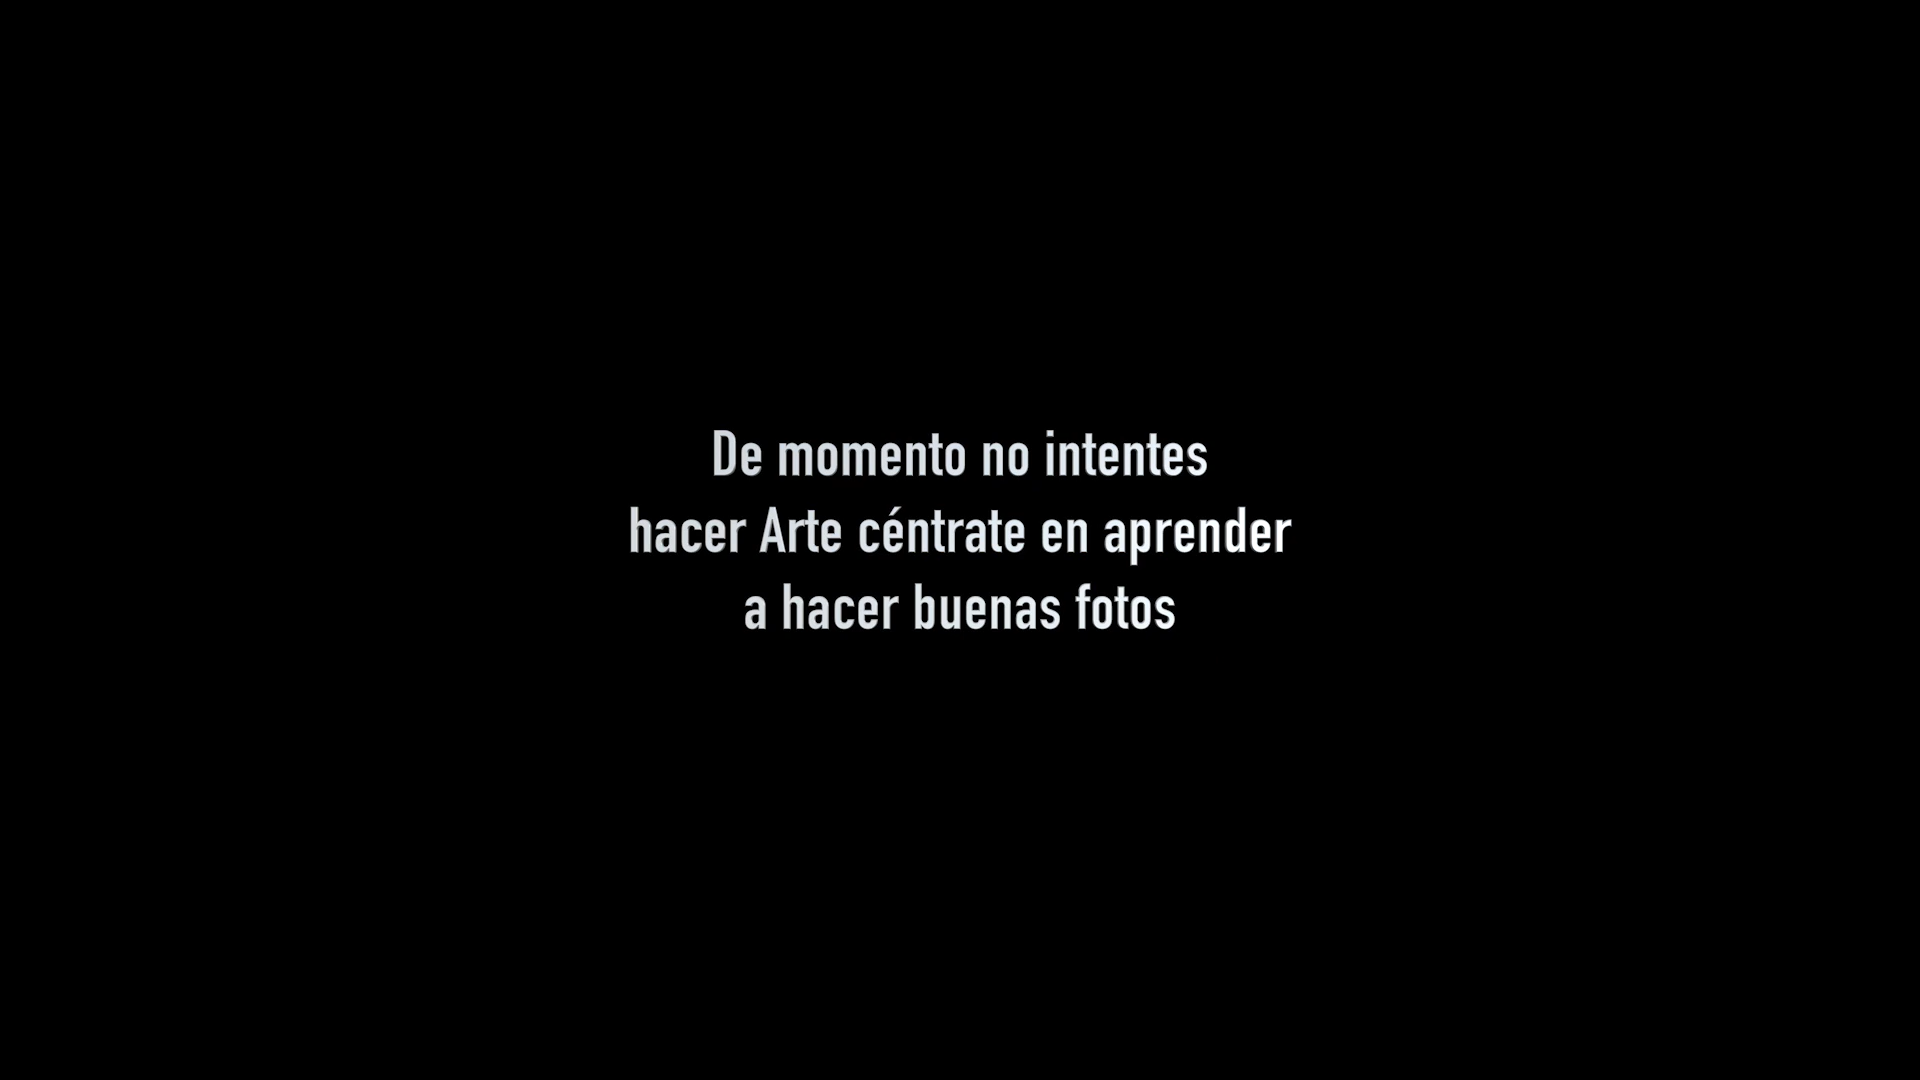 De momento no intentes
hacer Arte céntrate en aprender
a hacer buenas fotos